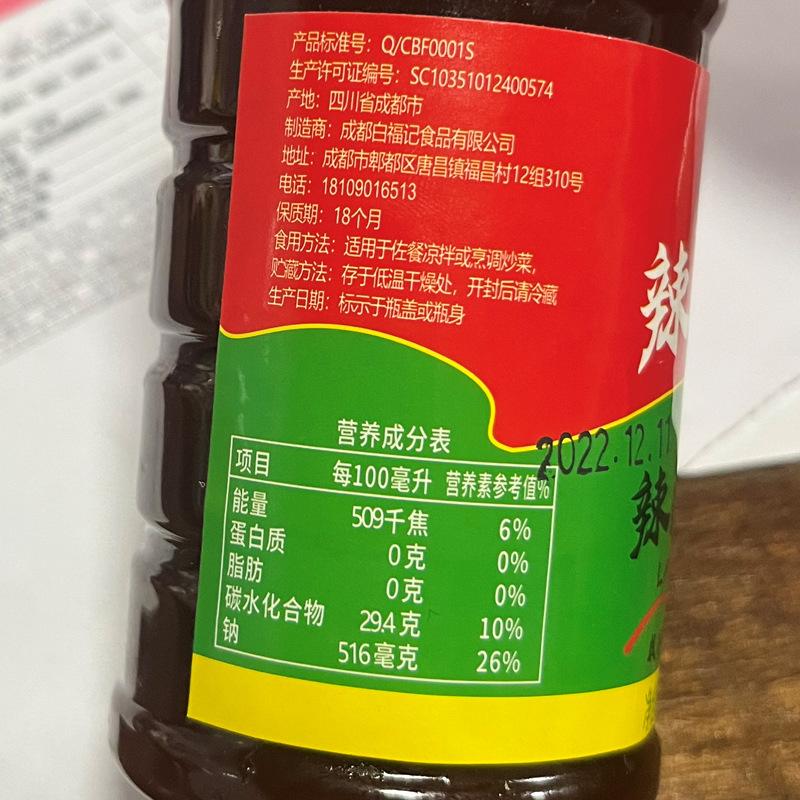 产品标准号：Q/CBF0001S
生产许可证编号：SC10351012400574
产地：四川省成都市
制造商：成都白福记食品有限公司
地址：成都市郫都区唐昌镇福昌村12组310号
电话：18109016513
保质期：18个月
食用方法：适用于佐餐凉拌或烹调炒菜,
贮藏方法：存于低温干燥处，开封后请冷藏
生产日期：标示于瓶盖或瓶身
辣
2022.12.11
辣
营养成分表
项目 每100毫升 营养素参考值%
能量 509千焦 6%
蛋白质 0克 0%
脂肪 0克 0%
碳水化合物 29.4克 10%
钠 516毫克 26%